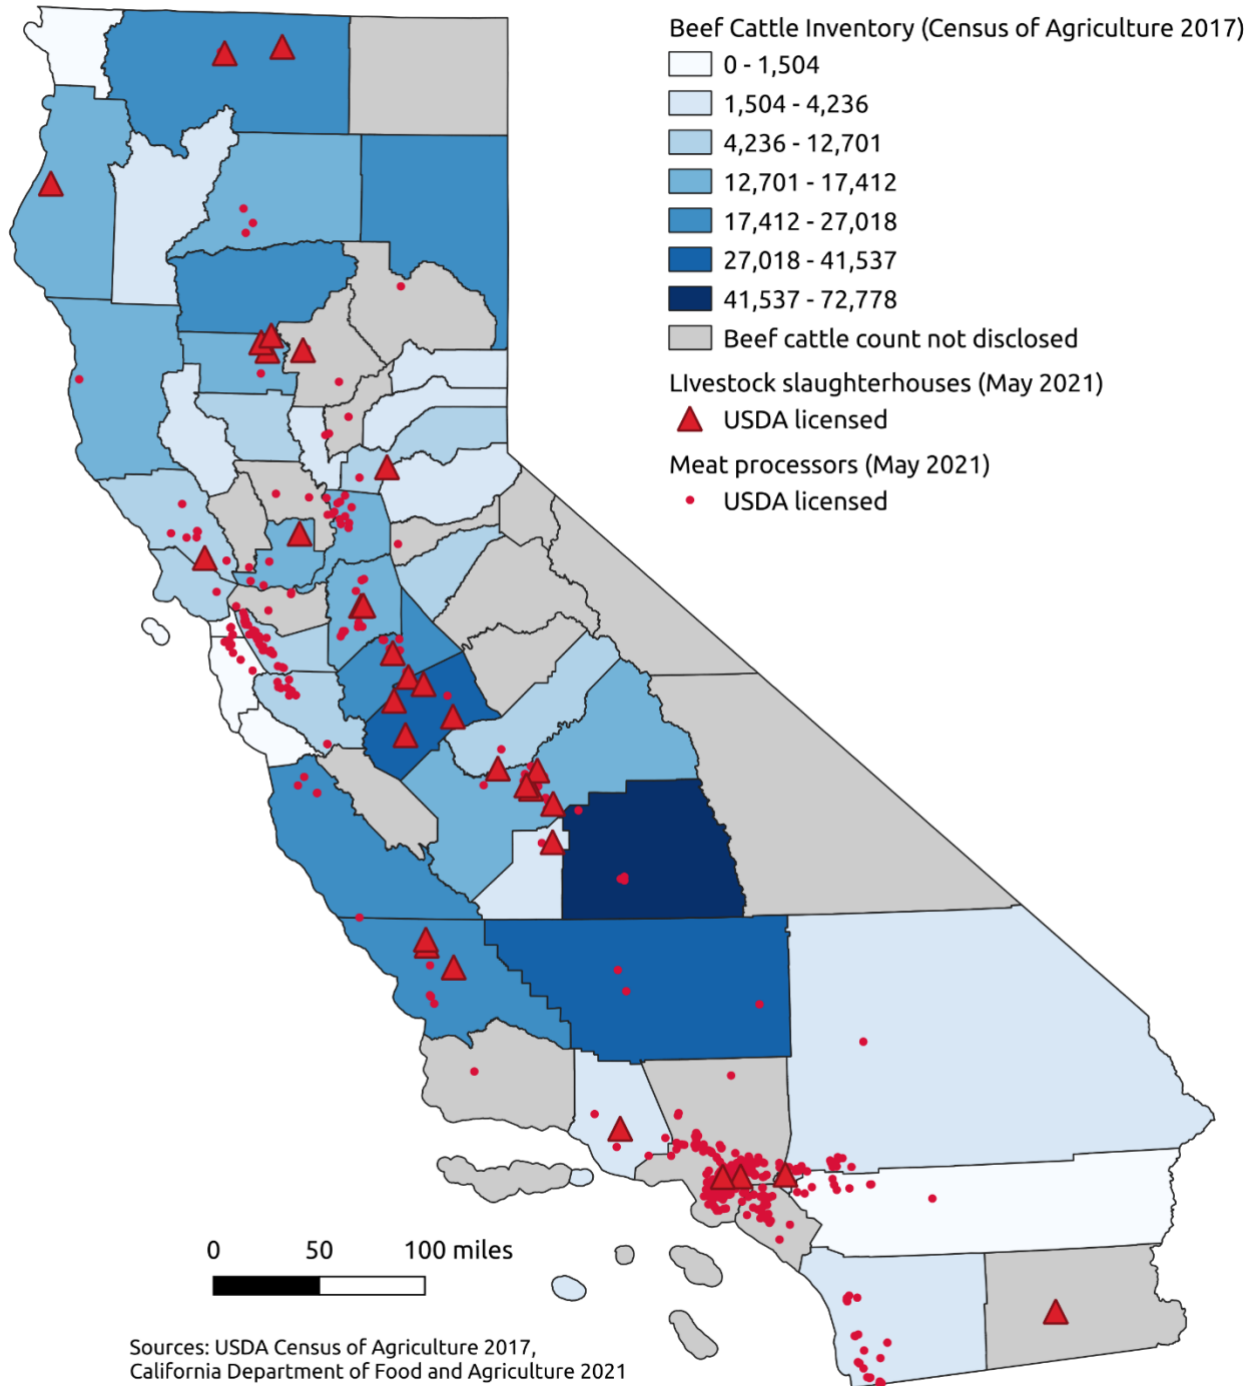 Beef Cattle Inventory (Census of Agriculture 2017)
0 - 1,504
1,504 - 4,236
4,236 - 12,701
12,701 - 17,412
17,412 - 27,018
27,018 - 41,537
41,537 - 72,778
Beef cattle count not disclosed
LIvestock slaughterhouses (May 2021)
USDA licensed
Meat processors (May 2021)
USDA licensed
0 50 100 miles
Sources: USDA Census of Agriculture 2017,
California Department of Food and Agriculture 2021